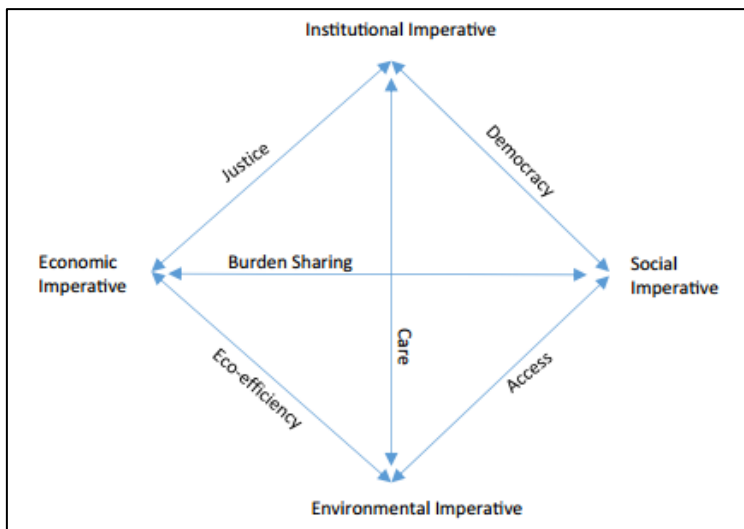 Institutional Imperative
Justice
Democracy
Economic
Imperative
Burden Sharing
Social
Imperative
Care
Eco-efficiency
Access
Environmental Imperative